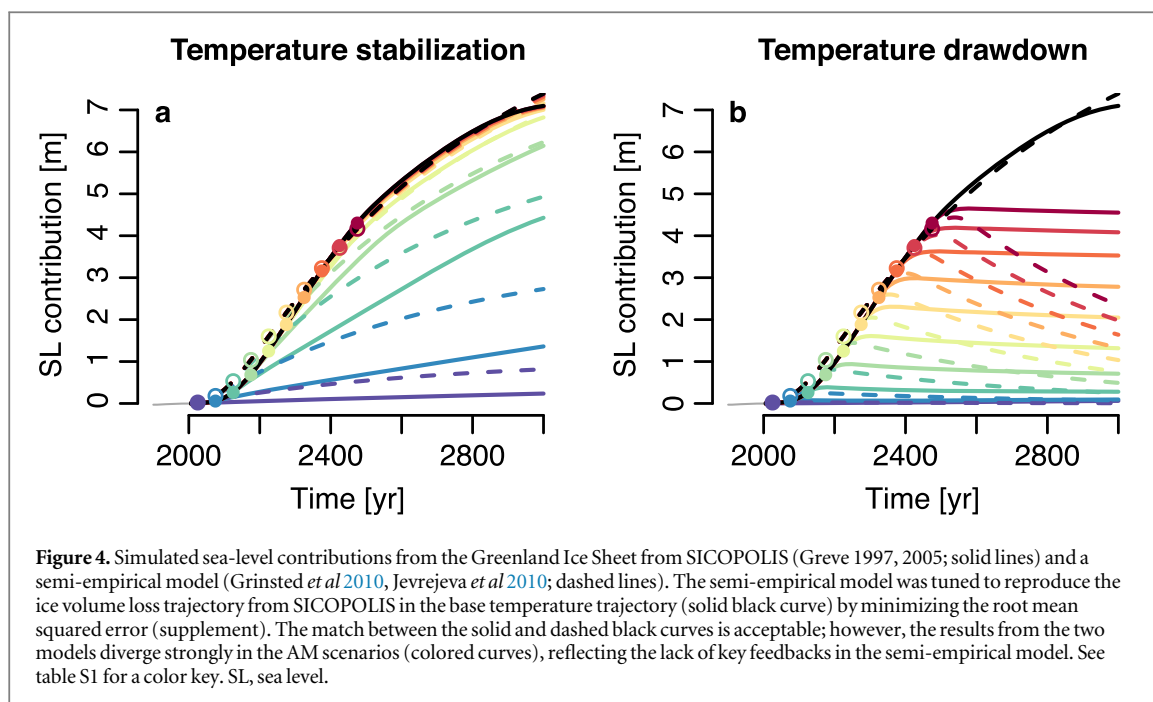 Temperature stabilization
a
SL contribution [m]
7
6
5
4
3
2
1
0
2000
2400
2800
Time [yr]
Temperature drawdown
b
SL contribution [m]
7
6
5
4
3
2
1
0
2000
2400
2800
Time [yr]
Figure 4. Simulated sea-level contributions from the Greenland Ice Sheet from SICOPOLIS (Greve 1997, 2005; solid lines) and a
semi-empirical model (Grinsted et al 2010, Jevrejeva et al 2010; dashed lines). The semi-empirical model was tuned to reproduce the
ice volume loss trajectory from SICOPOLIS in the base temperature trajectory (solid black curve) by minimizing the root mean
squared error (supplement). The match between the solid and dashed black curves is acceptable; however, the results from the two
models diverge strongly in the AM scenarios (colored curves), reflecting the lack of key feedbacks in the semi-empirical model. See
table S1 for a color key. SL, sea level.